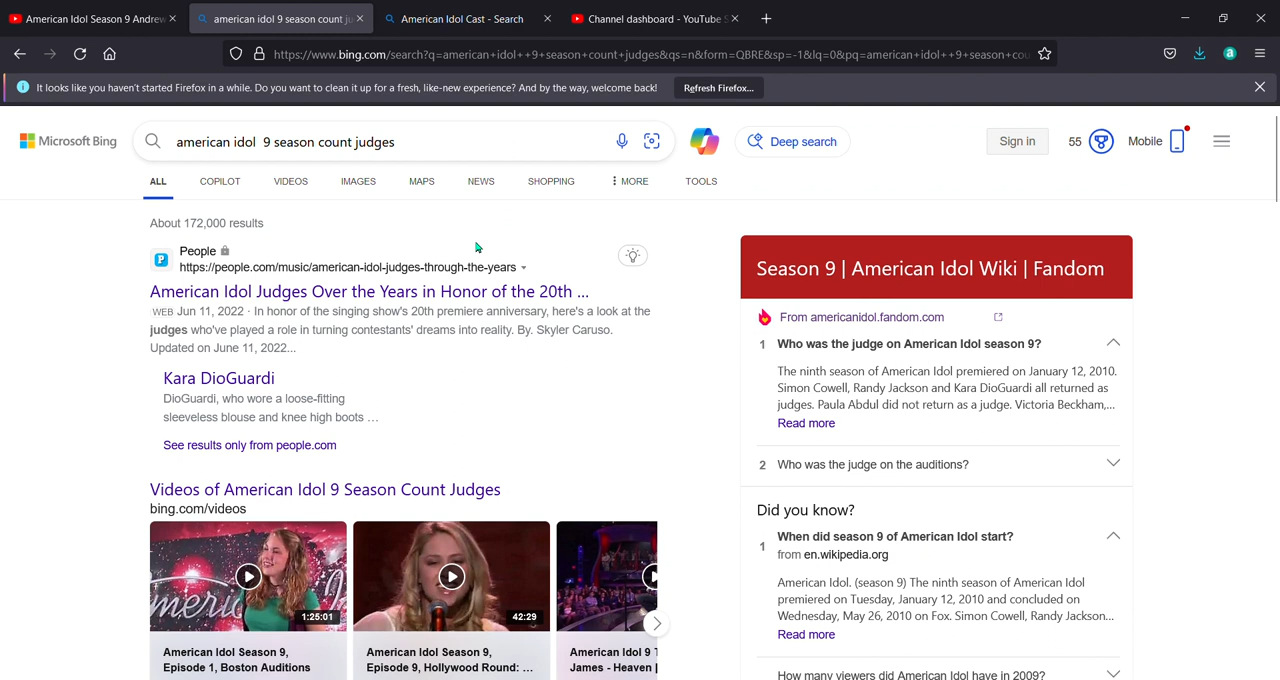 American Idol Season 9 Andrew
american idol 9 season count ju
American Idol Cast - Search
Channel dashboard - YouTube S
https://www.bing.com/search?q=american+idol++9+season+count+judges&qs=n&form=QBRE&sp=-1&lq=0&pq=american+idol++9+season+cou
It looks like you haven't started Firefox in a while. Do you want to clean it up for a fresh, like-new experience? And by the way, welcome back!
Refresh Firefox...
Microsoft Bing
american idol  9 season count judges
Deep search
Sign in
55
Mobile
ALL
COPILOT
VIDEOS
IMAGES
MAPS
NEWS
SHOPPING
MORE
TOOLS
About 172,000 results
People
https://people.com/music/american-idol-judges-through-the-years
American Idol Judges Over the Years in Honor of the 20th ...
WEB Jun 11, 2022 · In honor of the singing show's 20th premiere anniversary, here's a look at the
judges who've played a role in turning contestants' dreams into reality. By. Skyler Caruso.
Updated on June 11, 2022...
Kara DioGuardi
DioGuardi, who wore a loose-fitting
sleeveless blouse and knee high boots ...
See results only from people.com
Videos of American Idol 9 Season Count Judges
bing.com/videos
1:25:01
42:29
American Idol Season 9,
Episode 1, Boston Auditions
American Idol Season 9,
Episode 9, Hollywood Round: ...
American Idol 9
James - Heaven |
Season 9 | American Idol Wiki | Fandom
From americanidol.fandom.com
1 Who was the judge on American Idol season 9?
The ninth season of American Idol premiered on January 12, 2010.
Simon Cowell, Randy Jackson and Kara DioGuardi all returned as
judges. Paula Abdul did not return as a judge. Victoria Beckham,...
Read more
2 Who was the judge on the auditions?
Did you know?
1 When did season 9 of American Idol start?
from en.wikipedia.org
American Idol. (season 9) The ninth season of American Idol
premiered on Tuesday, January 12, 2010 and concluded on
Wednesday, May 26, 2010 on Fox. Simon Cowell, Randy Jackson...
Read more
How many viewers did American Idol have in 2009?